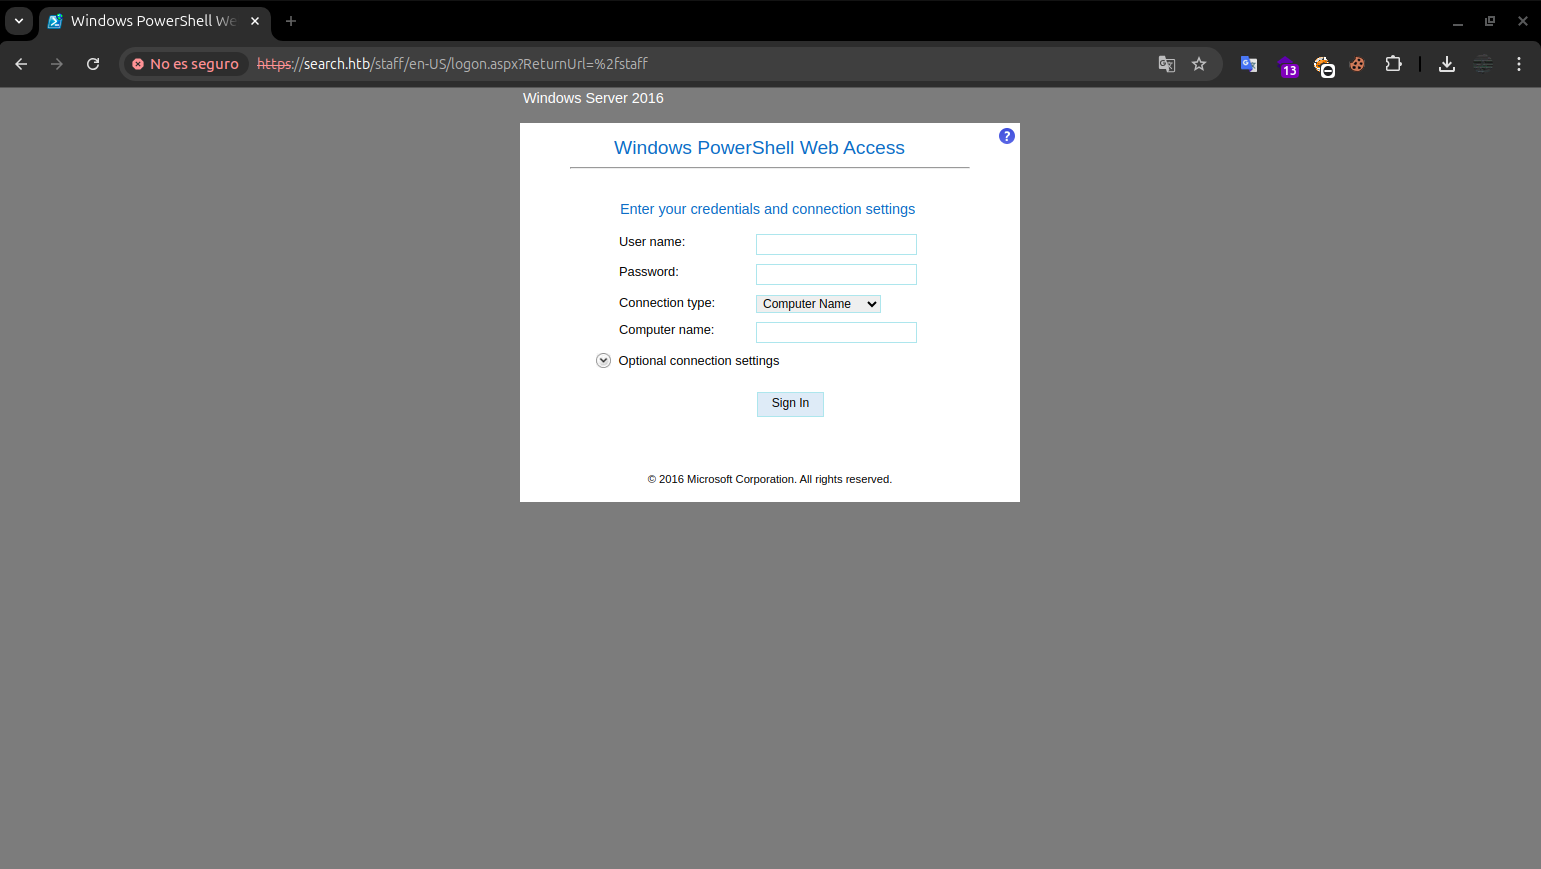 Windows PowerShell We
No es seguro https://search.htb/staff/en-US/logon.aspx?ReturnUrl=%2fstaff
13
Windows Server 2016
?
Windows PowerShell Web Access
Enter your credentials and connection settings
User name:
Password:
Connection type: Computer Name
Computer name:
Optional connection settings
Sign In
© 2016 Microsoft Corporation. All rights reserved.